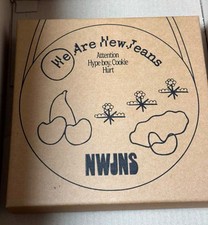 We Are NewJeans
Attention
Hype boy, Cookie
Hurt
NWJNS